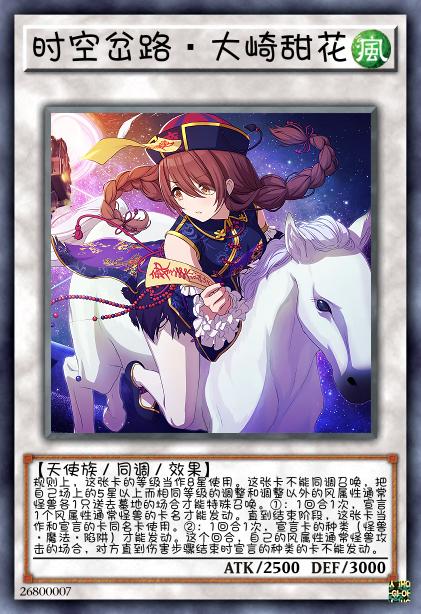 时空岔路·大崎甜花
風
【天使族/同调/效果】
规则上，这张卡的等级当作8星使用。这张卡不能同调召唤，把
自己场上的5星以上而相同等级的调整和调整以外的风属性通常
怪兽各1只送去墓地的场合才能特殊召唤。①：1回合1次，宣言
1个风属性通常怪兽的卡名才能发动。直到结束阶段，这张卡当
作和宣言的卡同名卡使用。②：1回合1次，宣言卡的种类（怪兽
·魔法·陷阱）才能发动。这个回合，自己的风属性通常怪兽攻
击的场合，对方直到伤害步骤结束时宣言的种类的卡不能发动。
ATK/2500 DEF/3000
26800007